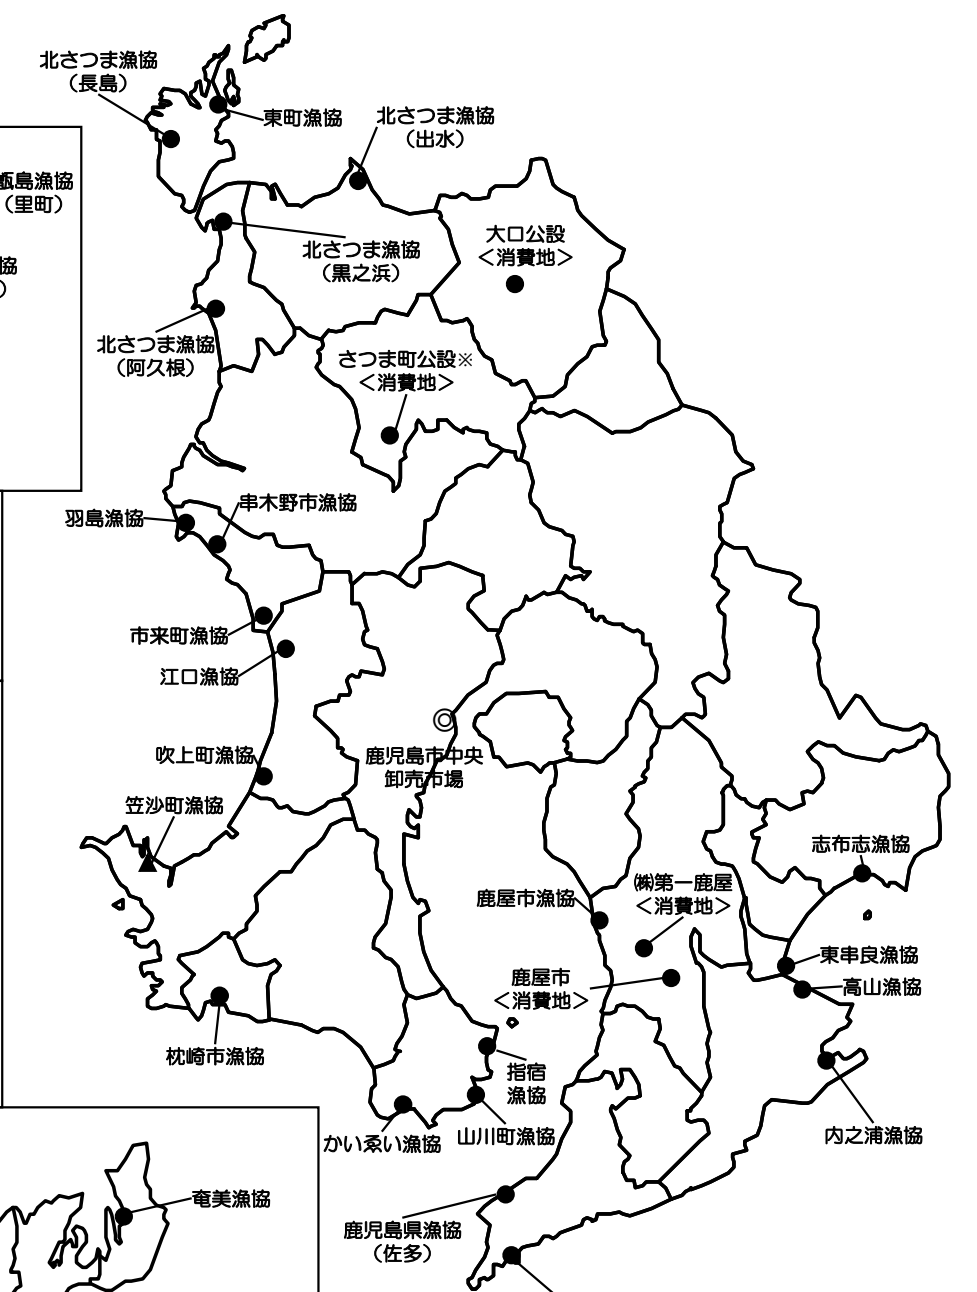 北さつま漁協
（長島）
東町漁協
北さつま漁協
（出水）
甑島漁協
（里町）
北さつま漁協
（黒之浜）
大口公設
＜消費地＞
協
）
北さつま漁協
（阿久根）
さつま町公設※
＜消費地＞
串木野市漁協
羽島漁協
市来町漁協
江口漁協
鹿児島市中央
卸売市場
吹上町漁協
笠沙町漁協
志布志漁協
㈱第一鹿屋
＜消費地＞
鹿屋市漁協
東串良漁協
鹿屋市
＜消費地＞
高山漁協
枕崎市漁協
指宿
漁協
かいゑい漁協
山川町漁協
内之浦漁協
奄美漁協
鹿児島県漁協
（佐多）